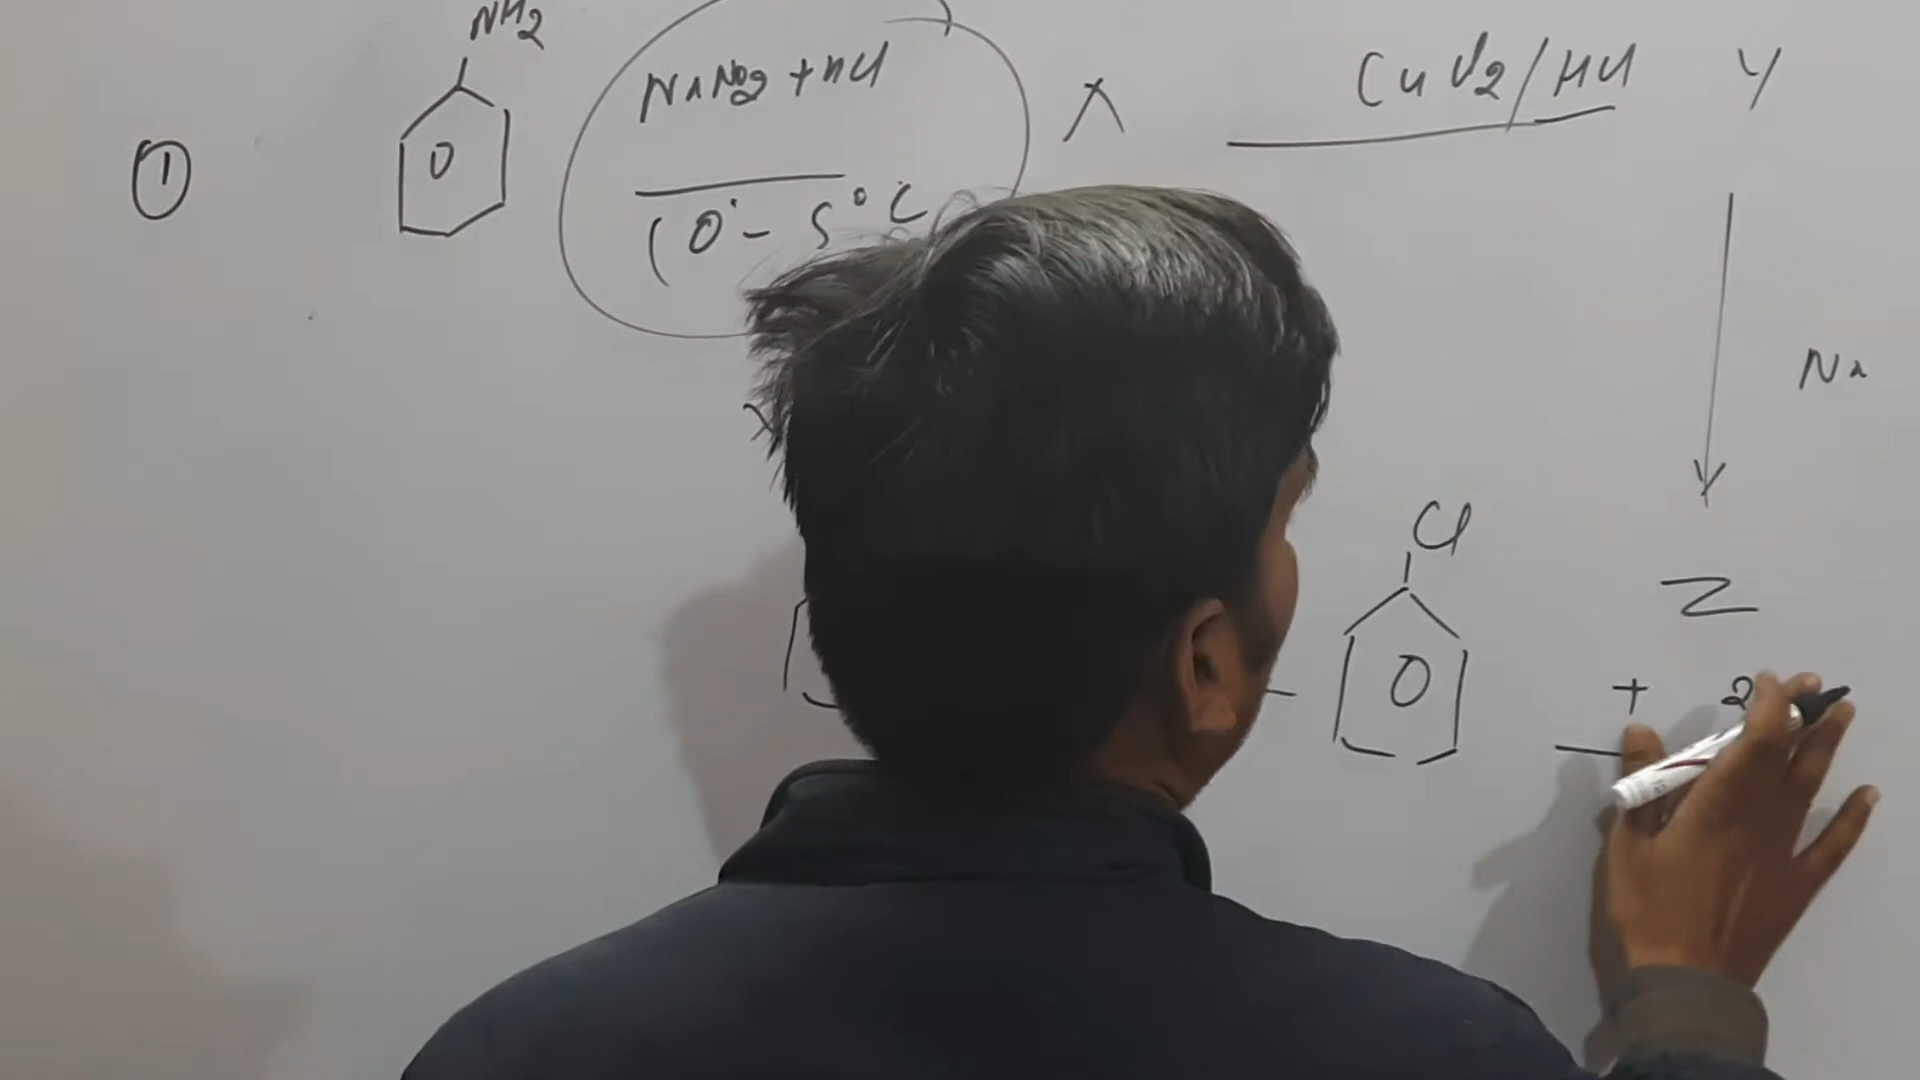 NH2
① NaNO2 + HCl X CuCl2/HCl Y
(0° - 5°C
Na
X
Cl
Z
+ 2